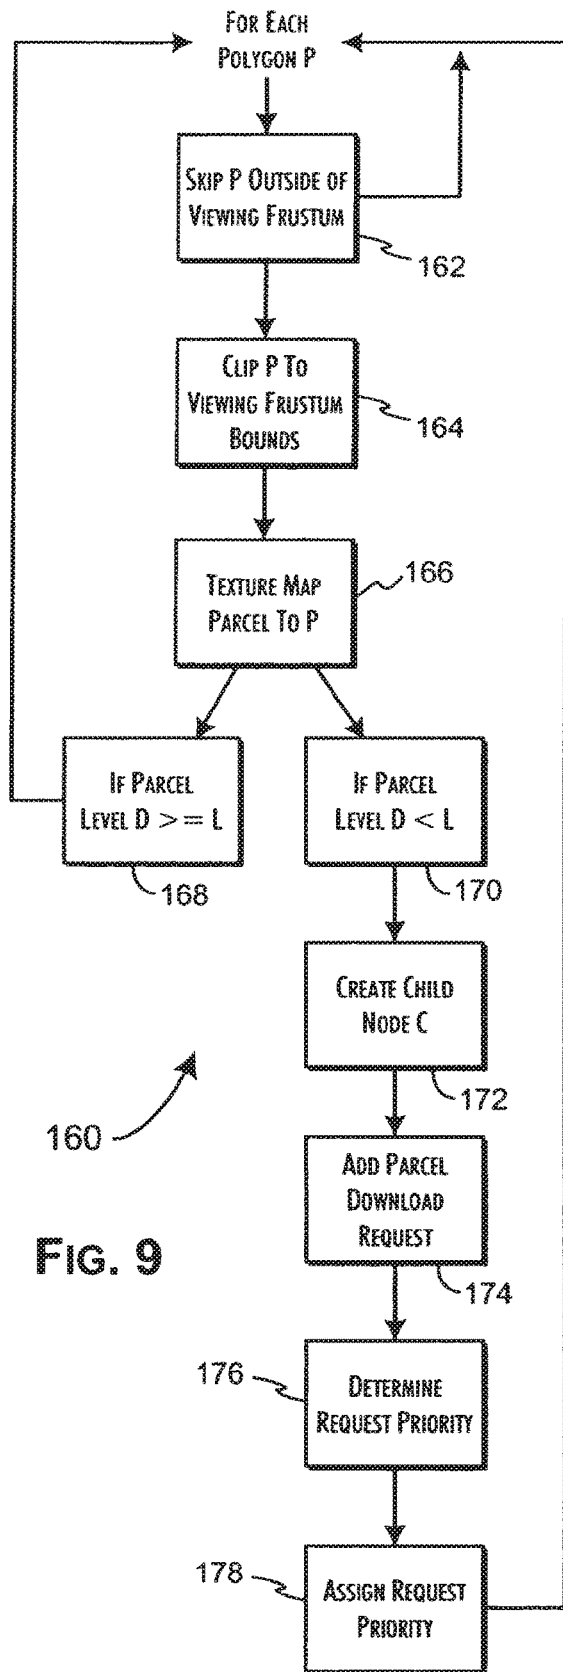 FOR EACH
POLYGON P
SKIP P OUTSIDE OF
VIEWING FRUSTUM
162
CLIP P TO
VIEWING FRUSTUM
BOUNDS
164
TEXTURE MAP
PARCEL TO P
166
IF PARCEL
LEVEL D >= L
168
IF PARCEL
LEVEL D < L
170
CREATE CHILD
NODE C
172
160
ADD PARCEL
DOWNLOAD
REQUEST
174
FIG. 9
176
DETERMINE
REQUEST PRIORITY
178
ASSIGN REQUEST
PRIORITY